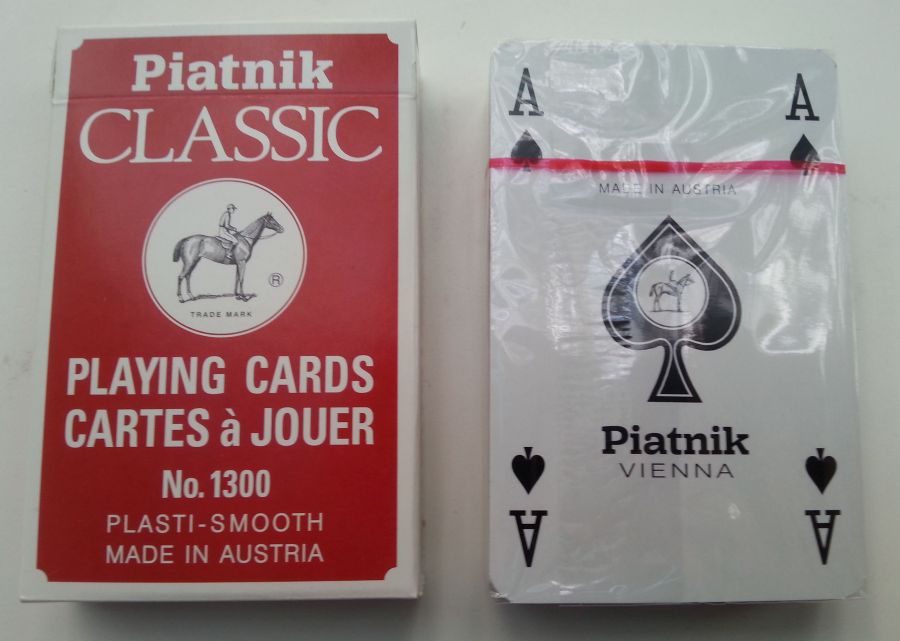 Piatnik
CLASSIC
®
TRADE MARK
PLAYING CARDS
CARTES à JOUER
No. 1300
PLASTI-SMOOTH
MADE IN AUSTRIA
A A
MADE IN AUSTRIA
Piatnik
VIENNA
A A